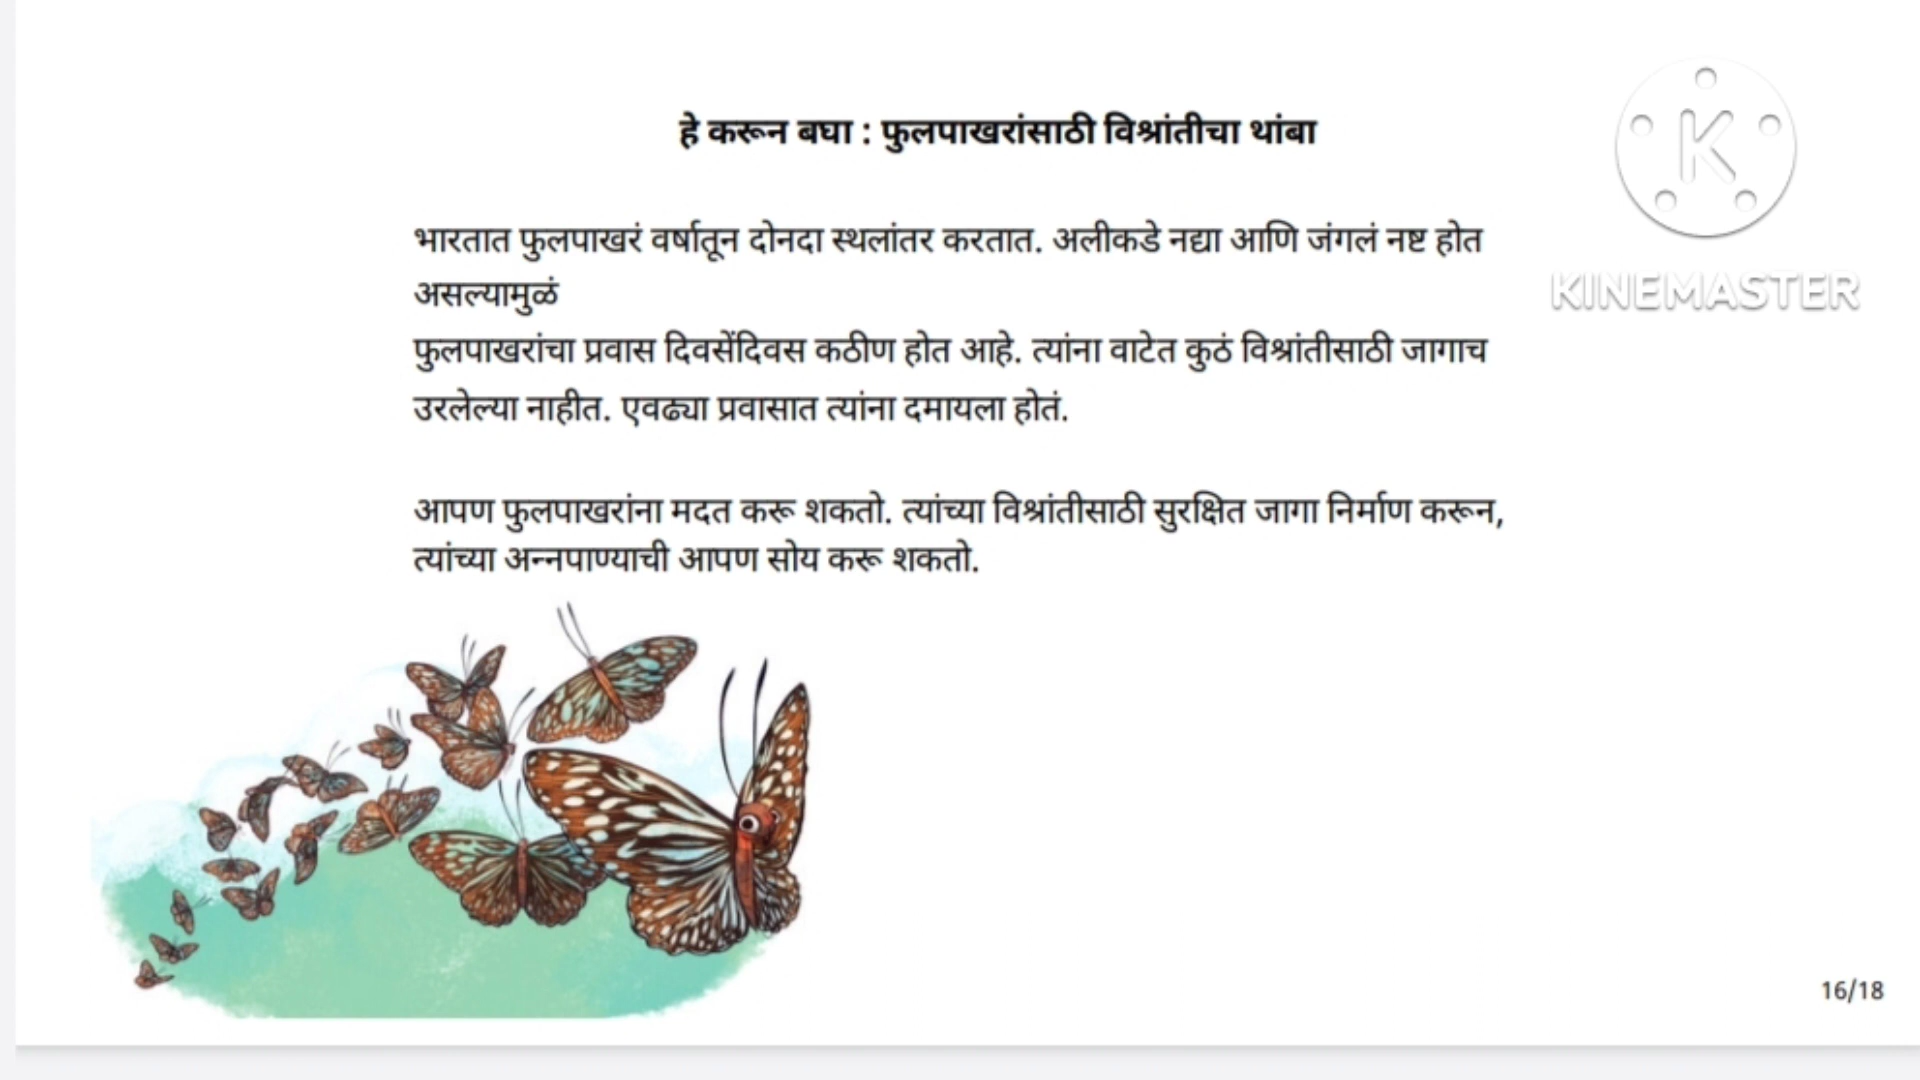 हे करून बघा : फुलपाखरांसाठी विश्रांतीचा थांबा
भारतात फुलपाखरं वर्षातून दोनदा स्थलांतर करतात. अलीकडे नद्या आणि जंगलं नष्ट होत
असल्यामुळं
फुलपाखरांचा प्रवास दिवसेंदिवस कठीण होत आहे. त्यांना वाटेत कुठं विश्रांतीसाठी जागाच
उरलेल्या नाहीत. एवढ्या प्रवासात त्यांना दमायला होतं.
आपण फुलपाखरांना मदत करू शकतो. त्यांच्या विश्रांतीसाठी सुरक्षित जागा निर्माण करून,
त्यांच्या अन्नपाण्याची आपण सोय करू शकतो.
K
KINEMASTER
16/18